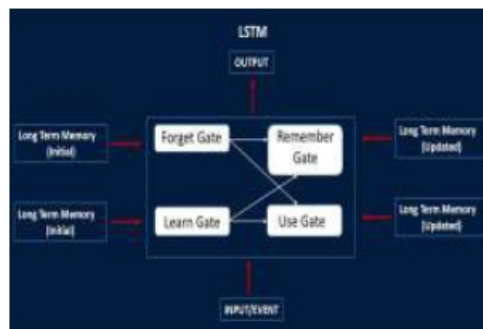 LSTM
OUTPUT
Long Term Memory
(Initial)
Forget Gate
Remember
Gate
Long Term Memory
(Updated)
Long Term Memory
(Initial)
Learn Gate
Use Gate
Long Term Memory
(Updated)
INPUT/EVENT